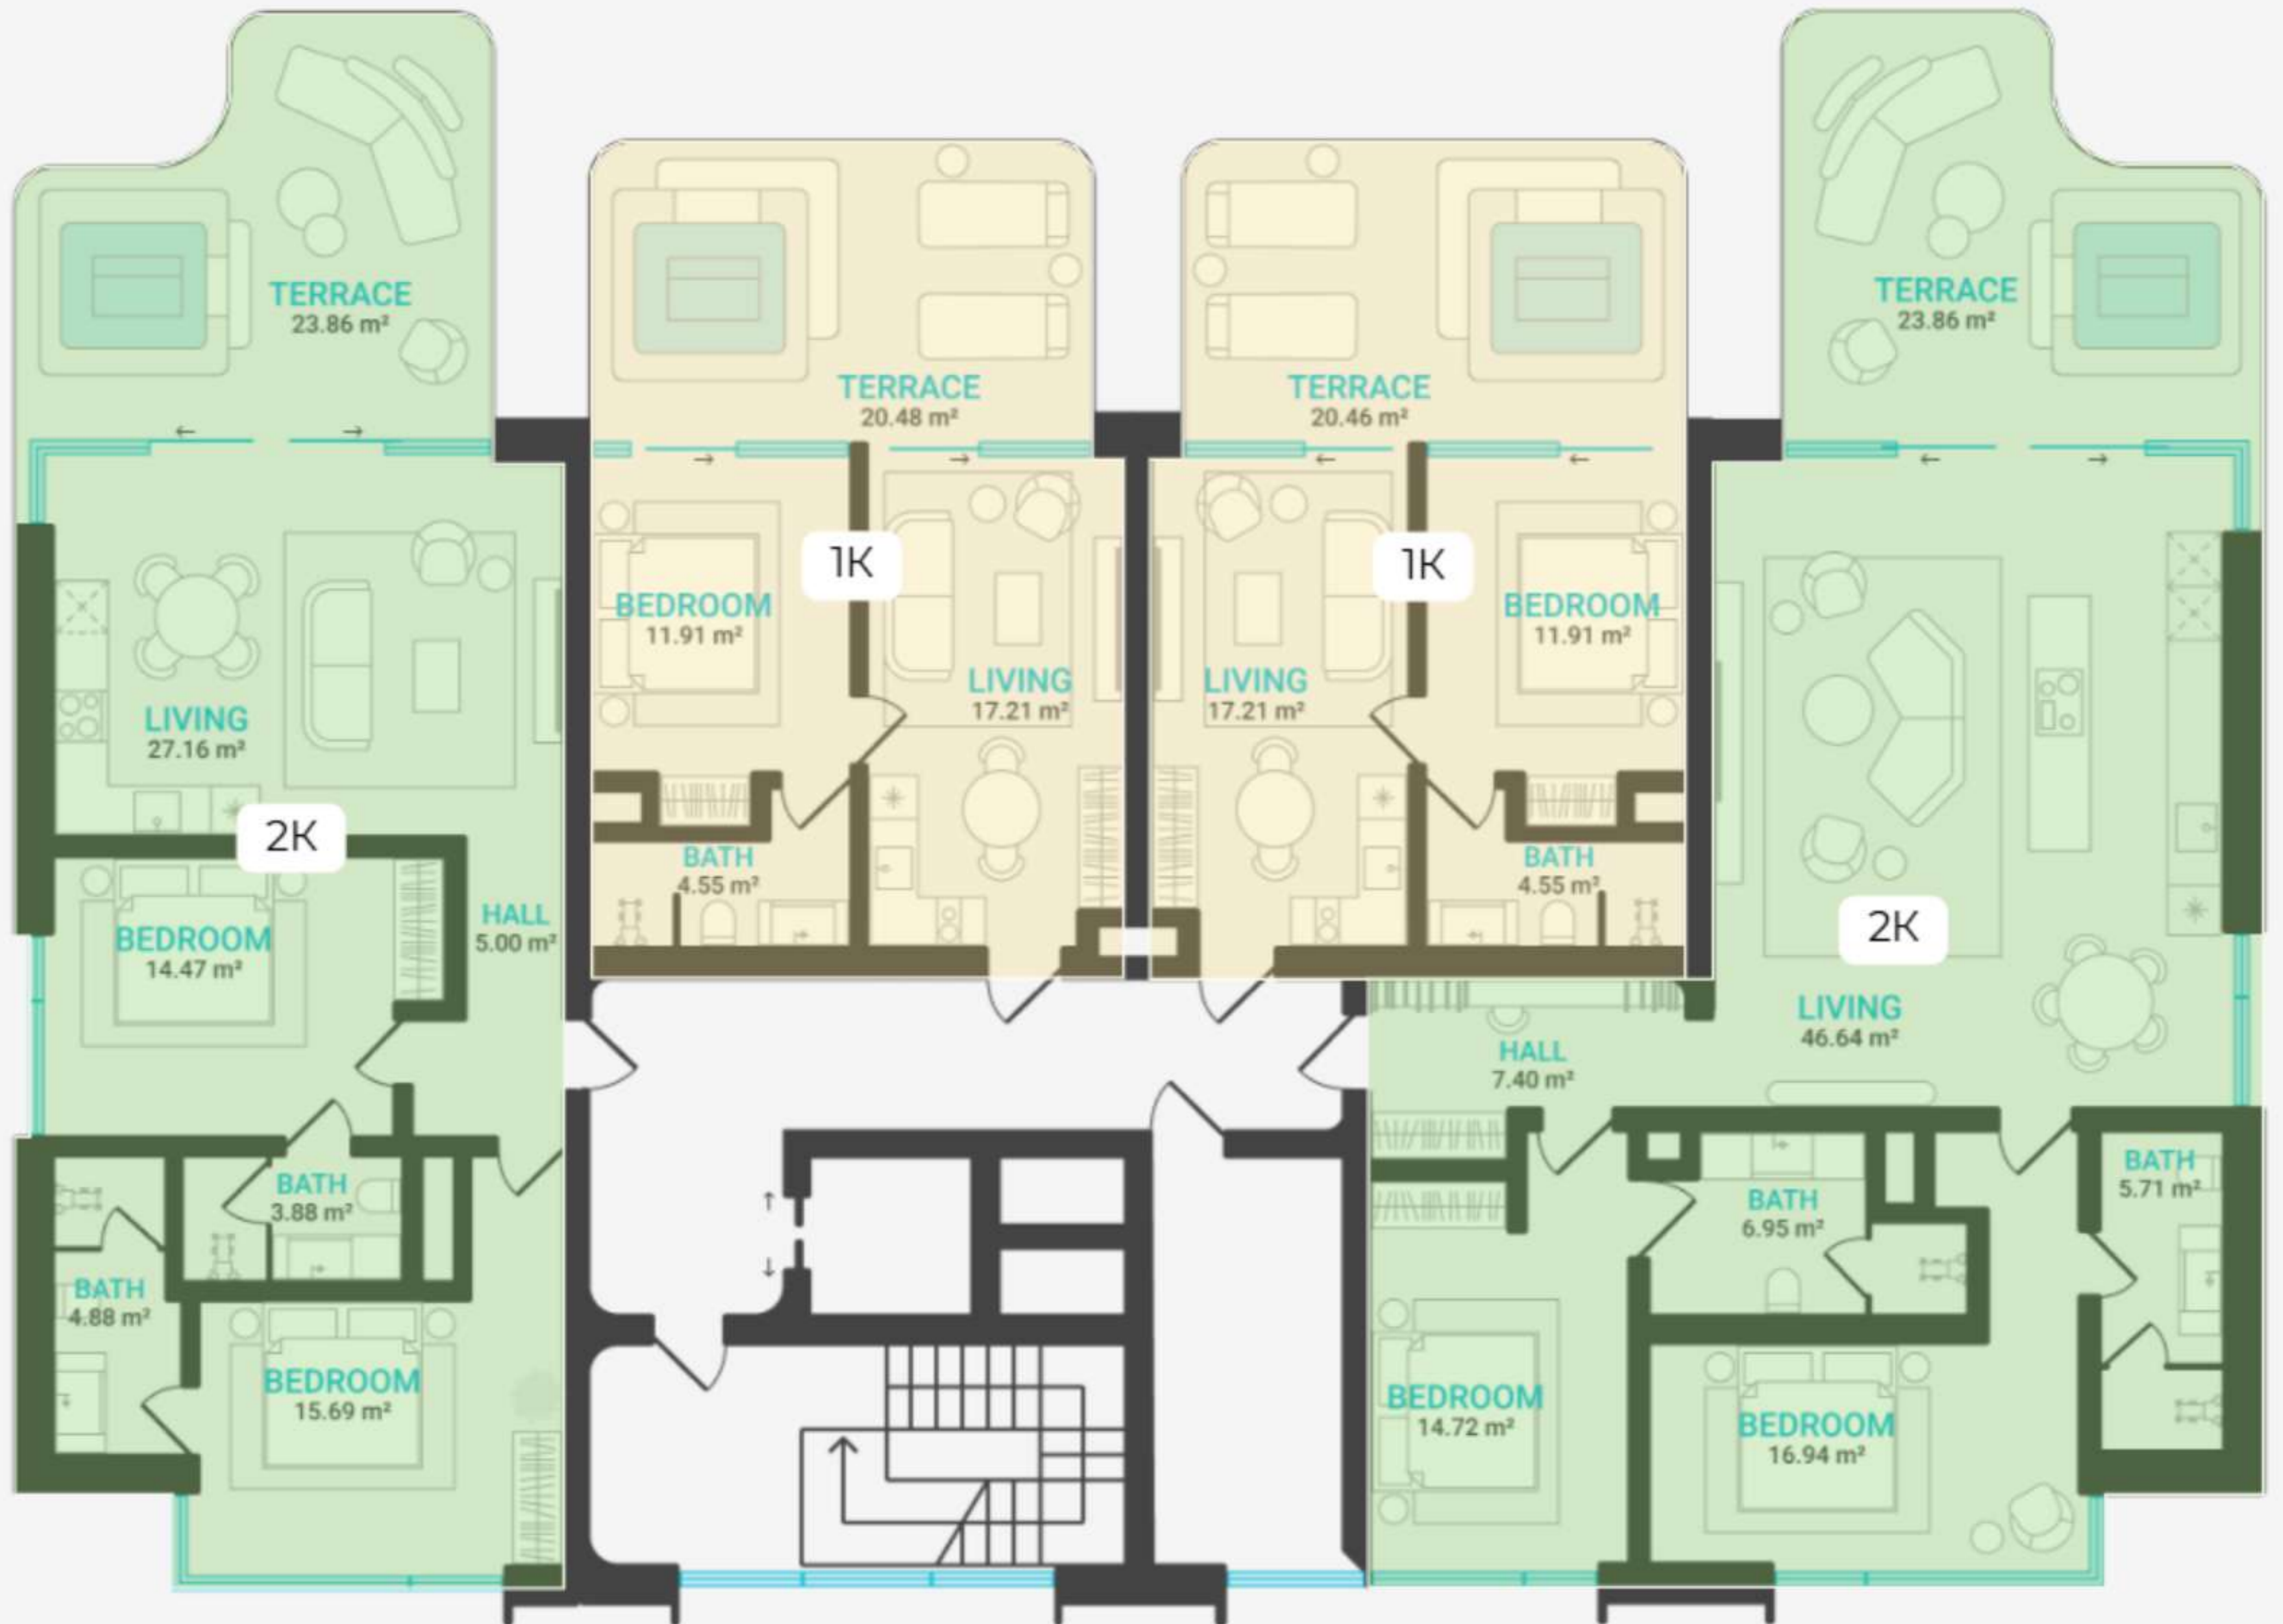 TERRACE
23.86 m²
LIVING
27.16 m²
2K
BEDROOM
14.47 m²
HALL
5.00 m²
BATH
3.88 m²
BATH
4.88 m²
BEDROOM
15.69 m²
TERRACE
20.48 m²
1K
BEDROOM
11.91 m²
LIVING
17.21 m²
BATH
4.55 m²
TERRACE
20.46 m²
1K
BEDROOM
11.91 m²
LIVING
17.21 m²
BATH
4.55 m²
TERRACE
23.86 m²
2K
LIVING
46.64 m²
HALL
7.40 m²
BATH
6.95 m²
BATH
5.71 m²
BEDROOM
14.72 m²
BEDROOM
16.94 m²